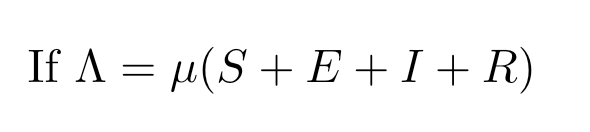 If Λ = μ(S + E + I + R)